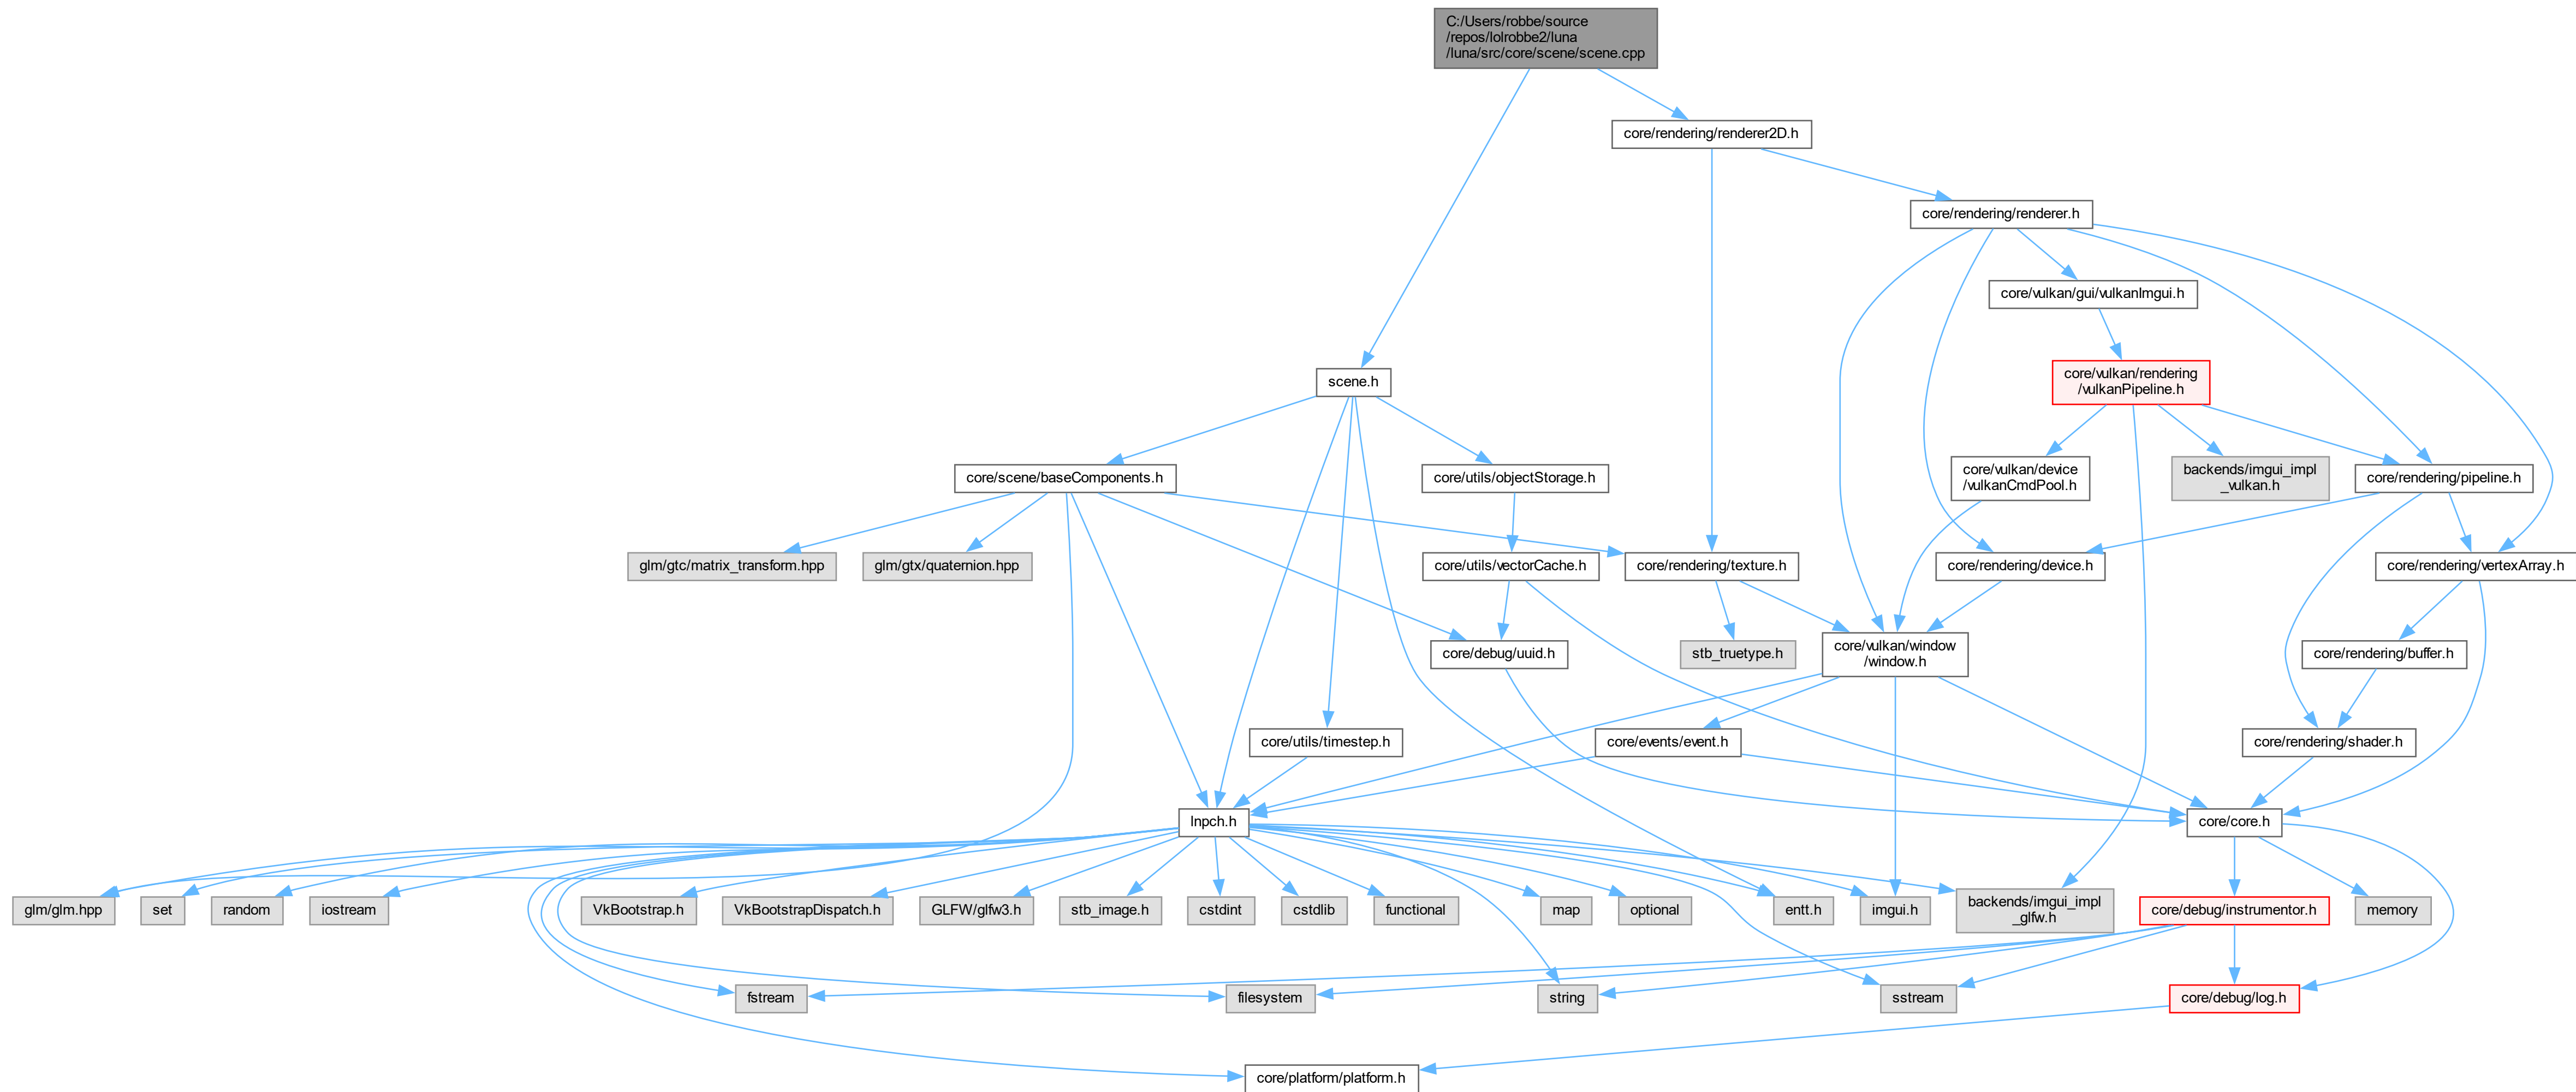 C:/Users/robbe/source
/repos/lolrobbe2/luna
/luna/src/core/scene/scene.cpp
core/rendering/renderer2D.h
core/rendering/renderer.h
core/vulkan/gui/vulkanImgui.h
scene.h
core/vulkan/rendering
/vulkanPipeline.h
core/scene/baseComponents.h
core/utils/objectStorage.h
core/vulkan/device
/vulkanCmdPool.h
backends/imgui_impl
_vulkan.h
core/rendering/pipeline.h
glm/gtc/matrix_transform.hpp
glm/gtx/quaternion.hpp
core/utils/vectorCache.h
core/rendering/texture.h
core/rendering/device.h
core/rendering/vertexArray.h
core/debug/uuid.h
stb_truetype.h
core/vulkan/window
/window.h
core/rendering/buffer.h
core/utils/timestep.h
core/events/event.h
core/rendering/shader.h
lnpch.h
core/core.h
glm/glm.hpp
set
random
iostream
VkBootstrap.h
VkBootstrapDispatch.h
GLFW/glfw3.h
stb_image.h
cstdint
cstdlib
functional
map
optional
entt.h
imgui.h
backends/imgui_impl
_glfw.h
core/debug/instrumentor.h
memory
fstream
filesystem
string
sstream
core/debug/log.h
core/platform/platform.h